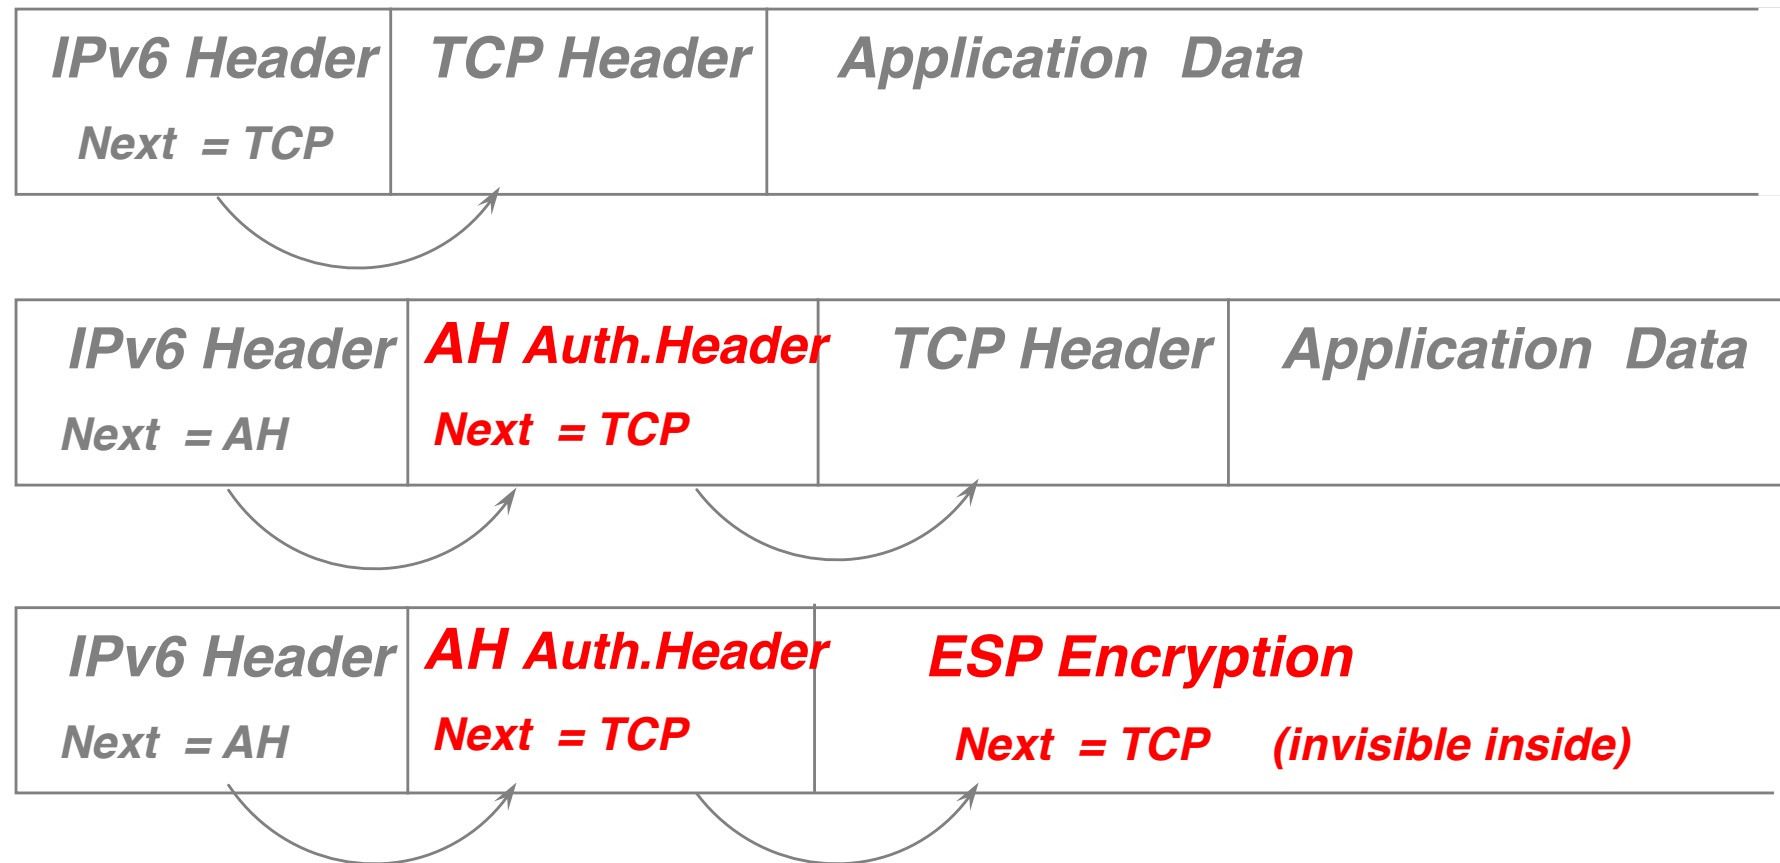 IPv6 Header TCP Header Application Data
Next = TCP
IPv6 Header AH Auth.Header TCP Header Application Data
Next = AH Next = TCP
IPv6 Header AH Auth.Header ESP Encryption
Next = AH Next = TCP Next = TCP (invisible inside)